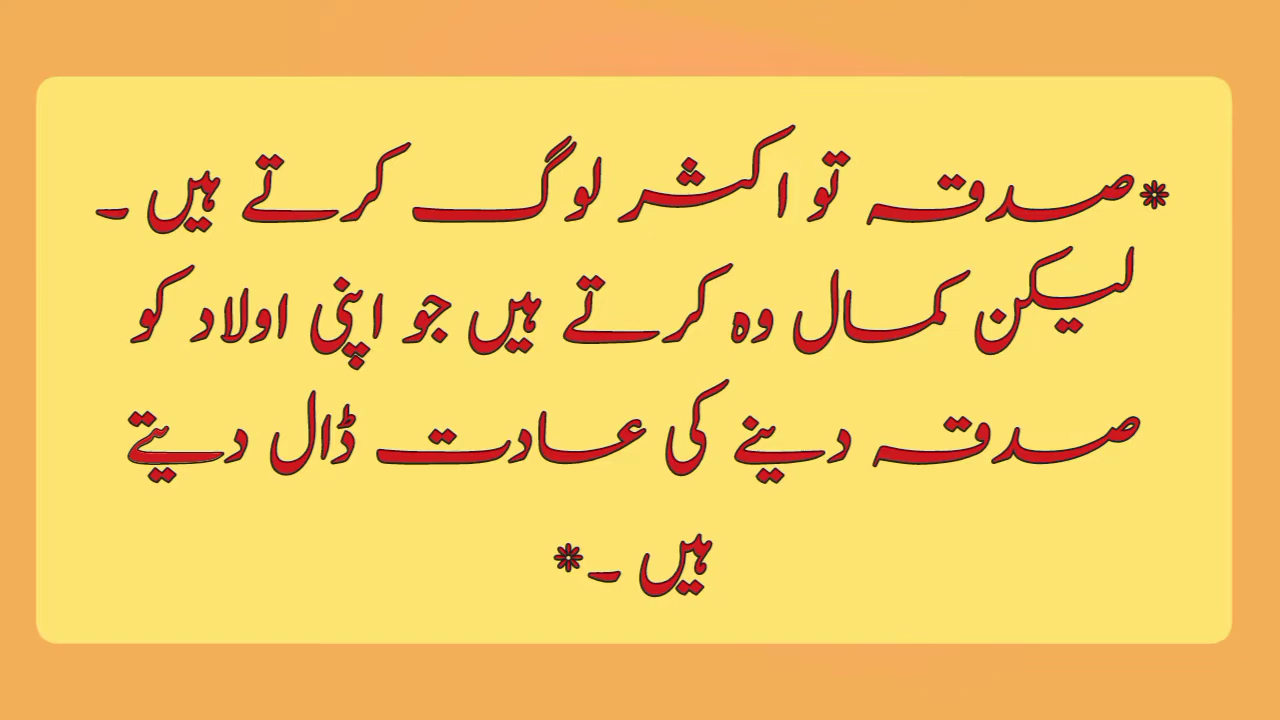 *صدقہ تو اکثر لوگ کرتے ہیں ۔
لیکن کمال وہ کرتے ہیں جو اپنی اولاد کو
صدقہ دینے کی عادت ڈال دیتے
ہیں ۔*